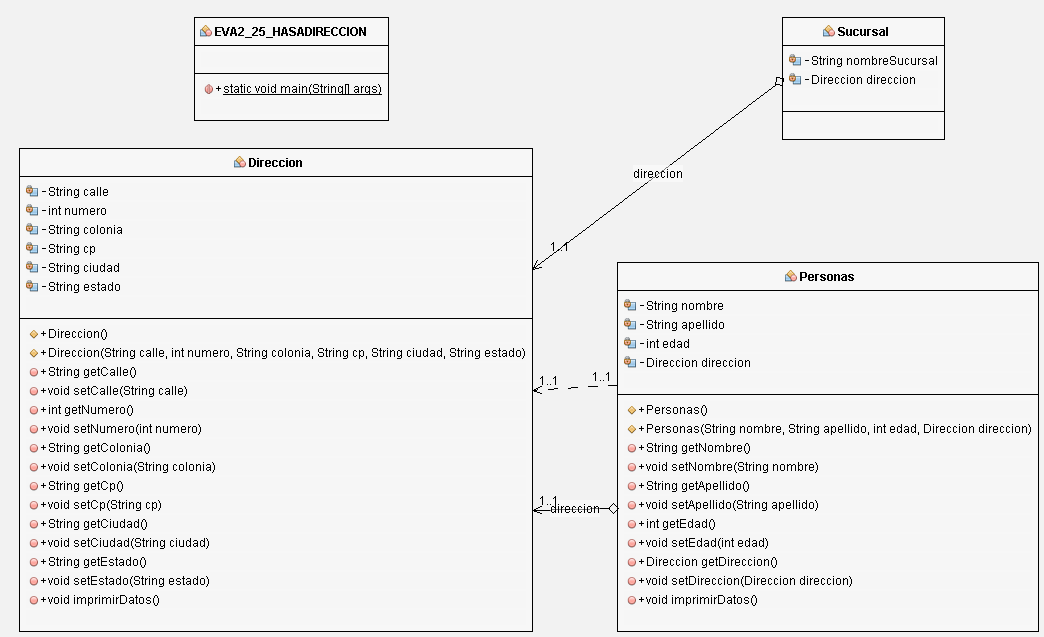 EVA2_25_HASADIRECCION
+static void main(String[] args)
Sucursal
-String nombreSucursal
-Direccion direccion
direccion
1..1
Direccion
-String calle
-int numero
-String colonia
-String cp
-String ciudad
-String estado
+Direccion()
+Direccion(String calle, int numero, String colonia, String cp, String ciudad, String estado)
+String getCalle()
+void setCalle(String calle)
+int getNumero()
+void setNumero(int numero)
+String getColonia()
+void setColonia(String colonia)
+String getCp()
+void setCp(String cp)
+String getCiudad()
+void setCiudad(String ciudad)
+String getEstado()
+void setEstado(String estado)
+void imprimirDatos()
1..1
1..1
1..1
direccion
Personas
-String nombre
-String apellido
-int edad
-Direccion direccion
+Personas()
+Personas(String nombre, String apellido, int edad, Direccion direccion)
+String getNombre()
+void setNombre(String nombre)
+String getApellido()
+void setApellido(String apellido)
+int getEdad()
+void setEdad(int edad)
+Direccion getDireccion()
+void setDireccion(Direccion direccion)
+void imprimirDatos()